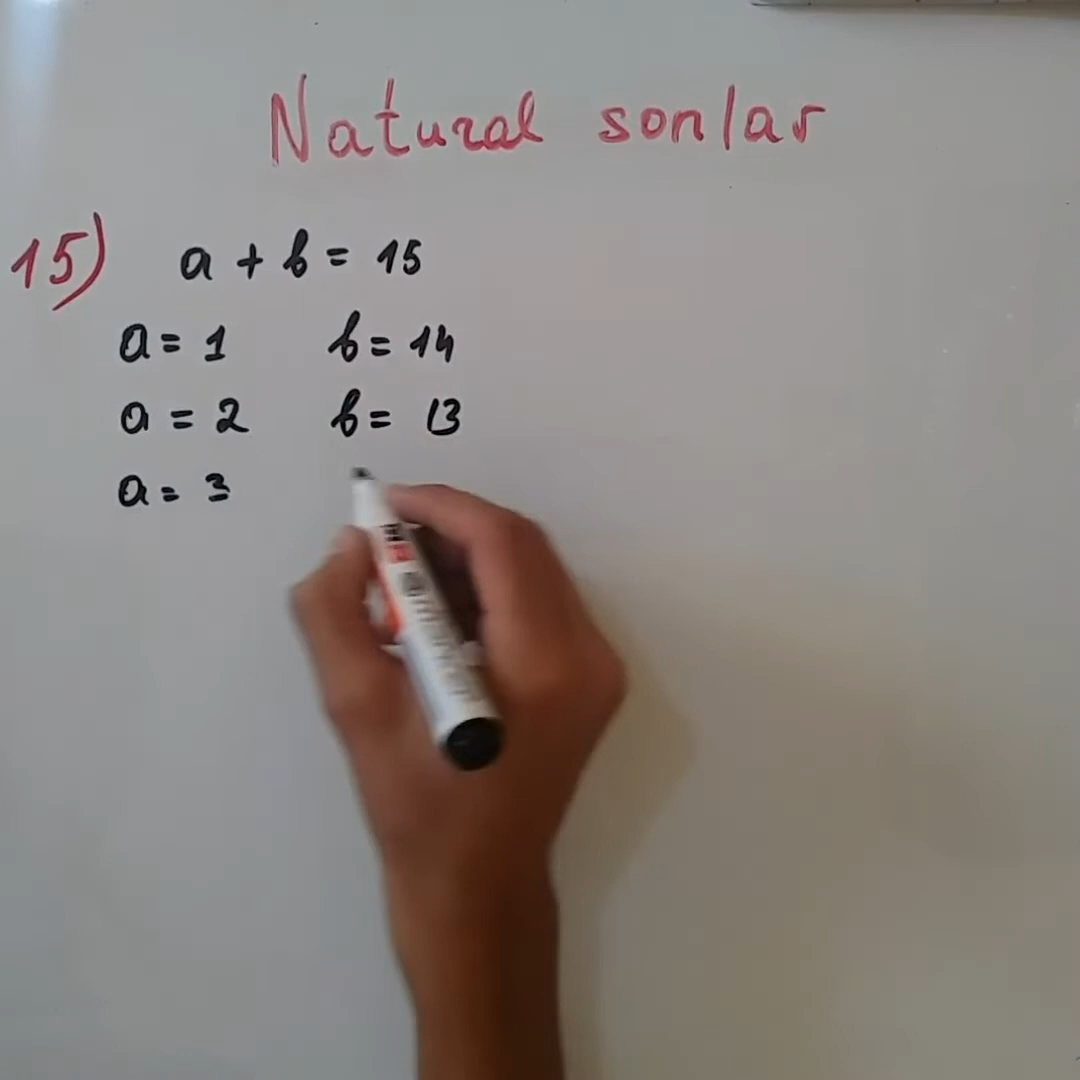 Natural sonlar
15) a + b = 15
a = 1 b = 14
a = 2 b = 13
a = 3